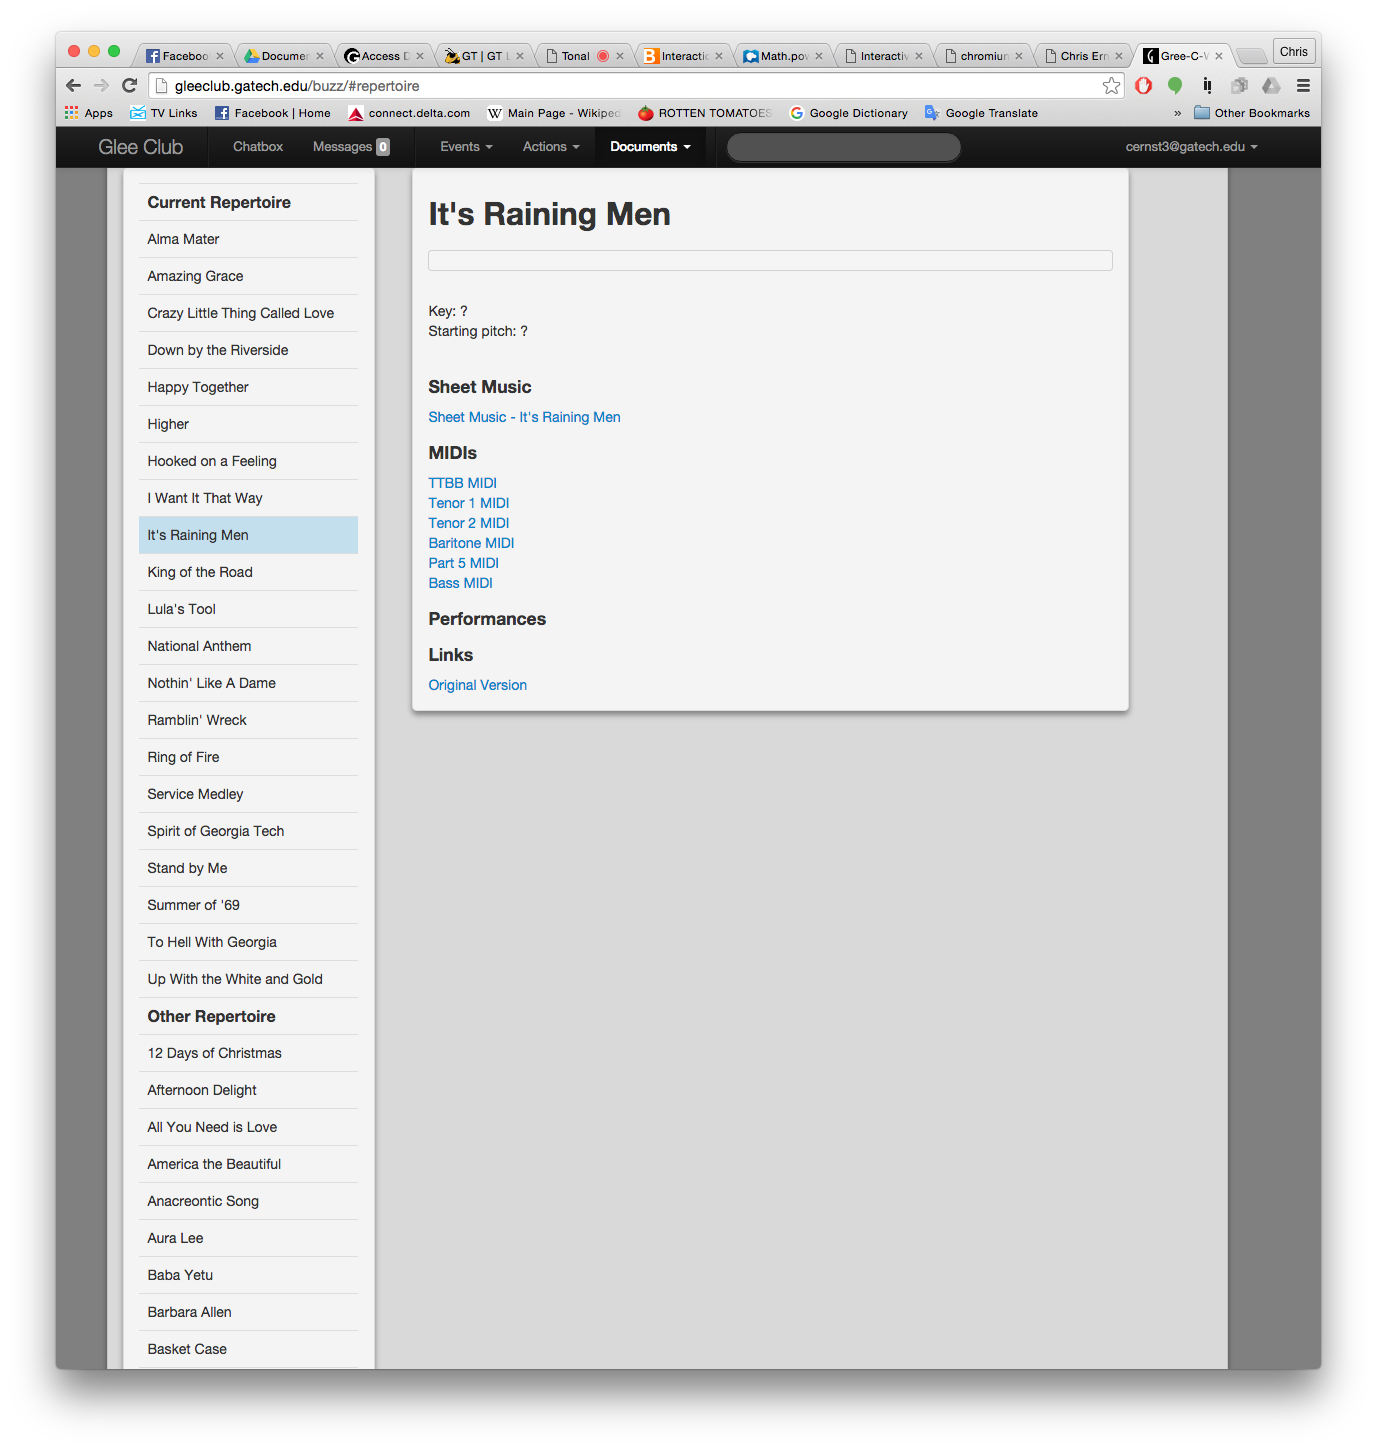 Faceboo
Documen
Access D
GT | GT L
Tonal
Interacti
Math.pow
Interactiv
chromiun
Chris Ern
Gree-C-W
Chris
gleeclub.gatech.edu/buzz/#repertoire
Apps
TV Links
Facebook | Home
connect.delta.com
Main Page - Wikiped
ROTTEN TOMATOES
Google Dictionary
Google Translate
»
Other Bookmarks
Glee Club
Chatbox
Messages 0
Events
Actions
Documents
cernst3@gatech.edu
Current Repertoire
Alma Mater
Amazing Grace
Crazy Little Thing Called Love
Down by the Riverside
Happy Together
Higher
Hooked on a Feeling
I Want It That Way
It's Raining Men
King of the Road
Lula's Tool
National Anthem
Nothin' Like A Dame
Ramblin' Wreck
Ring of Fire
Service Medley
Spirit of Georgia Tech
Stand by Me
Summer of '69
To Hell With Georgia
Up With the White and Gold
Other Repertoire
12 Days of Christmas
Afternoon Delight
All You Need is Love
America the Beautiful
Anacreontic Song
Aura Lee
Baba Yetu
Barbara Allen
Basket Case
It's Raining Men
Key: ?
Starting pitch: ?
Sheet Music
Sheet Music - It's Raining Men
MIDIs
TTBB MIDI
Tenor 1 MIDI
Tenor 2 MIDI
Baritone MIDI
Part 5 MIDI
Bass MIDI
Performances
Links
Original Version